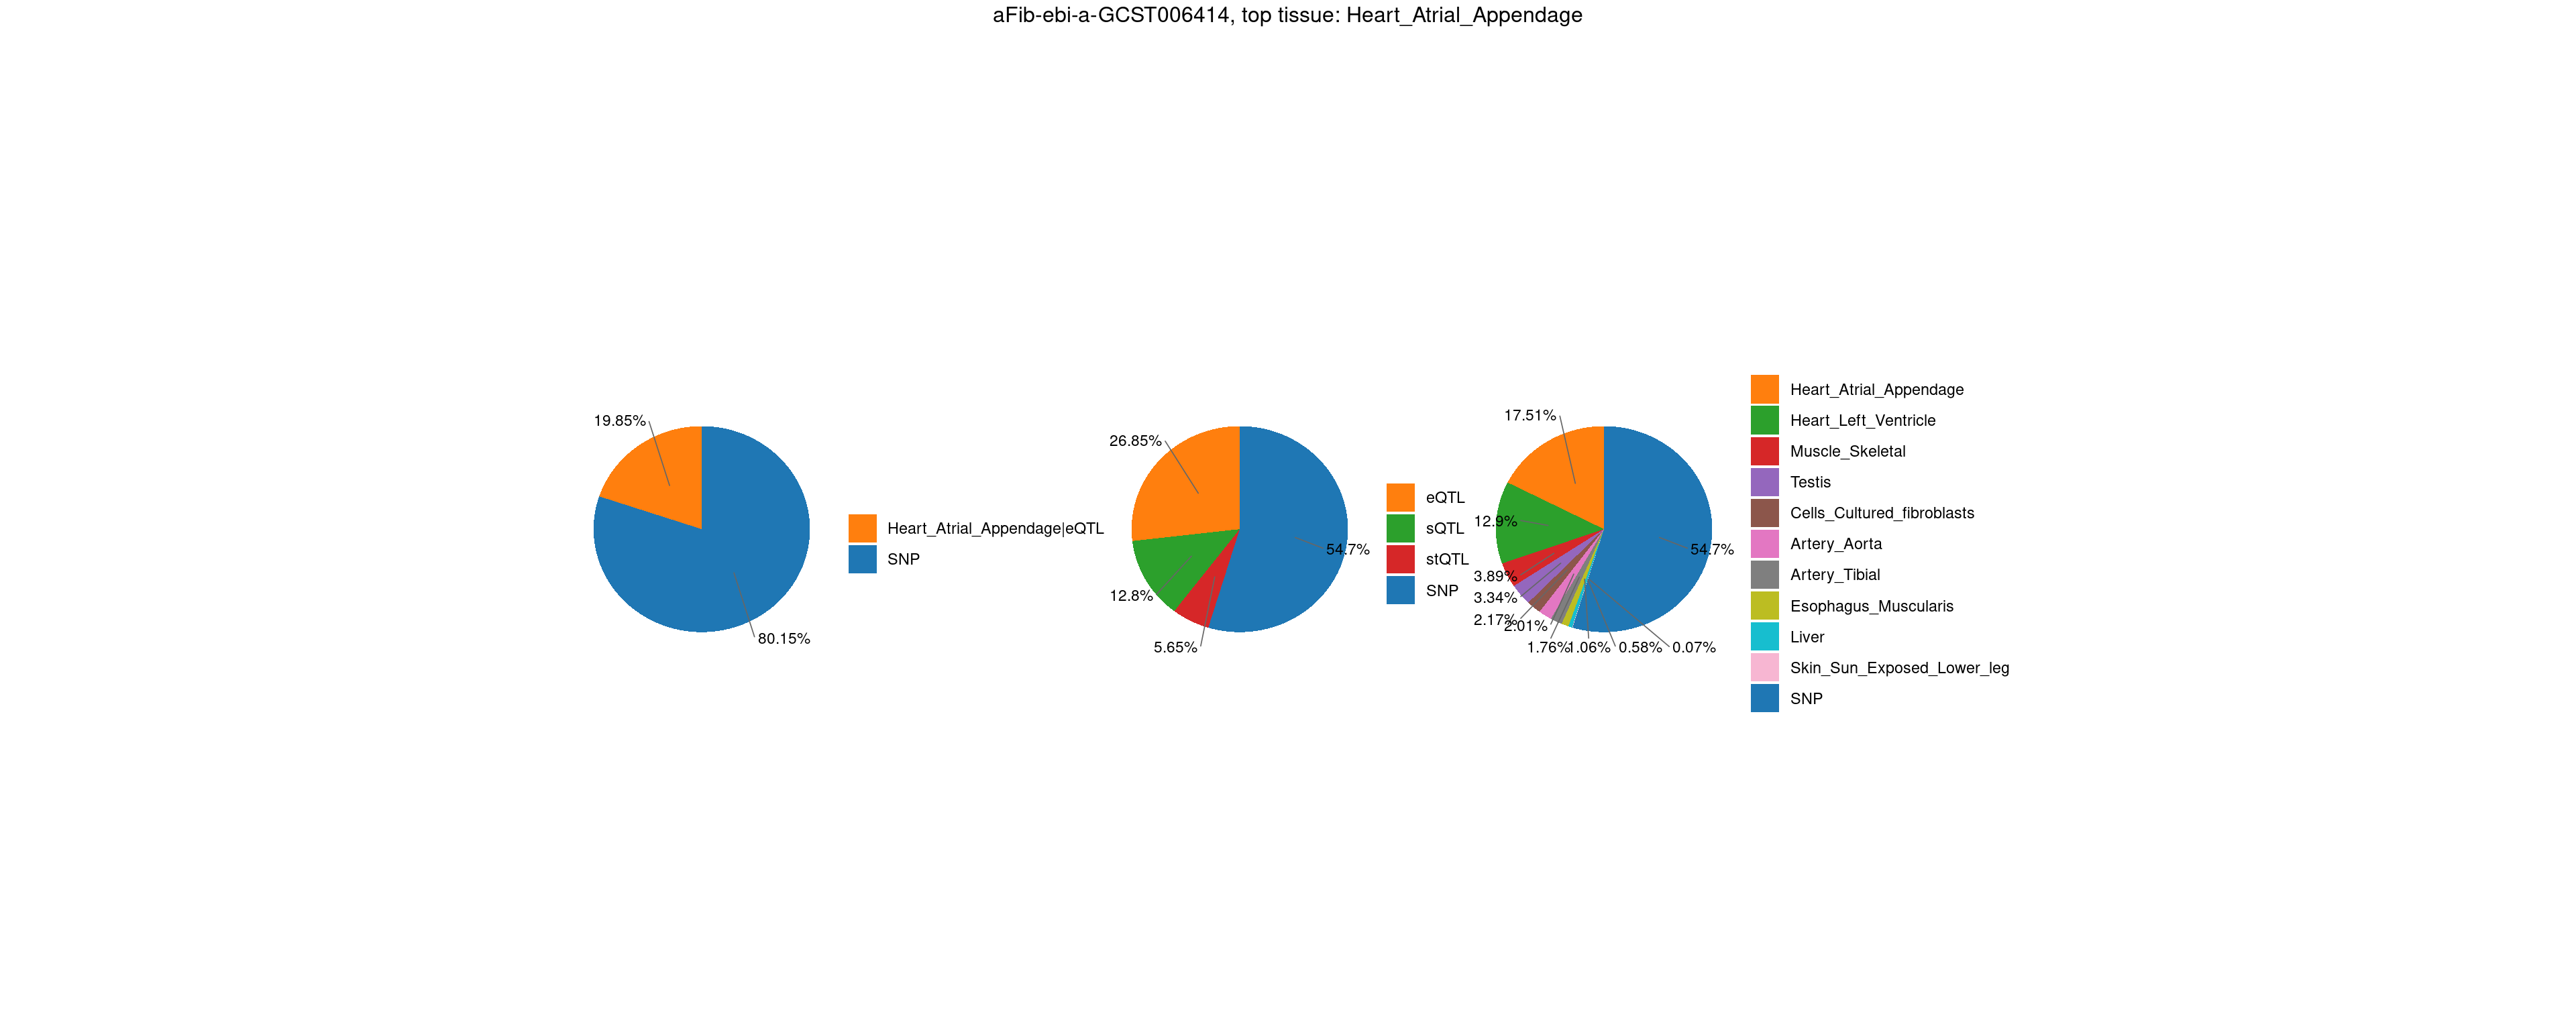 aFib-ebi-a-GCST006414, top tissue: Heart_Atrial_Appendage
19.85%
80.15%
Heart_Atrial_Appendage|eQTL
SNP
26.85%
12.8%
5.65%
54.7%
eQTL
sQTL
stQTL
SNP
17.51%
12.9%
3.89%
3.34%
2.17%
2.01%
1.76%
1.06%
0.58%
0.07%
54.7%
Heart_Atrial_Appendage
Heart_Left_Ventricle
Muscle_Skeletal
Testis
Cells_Cultured_fibroblasts
Artery_Aorta
Artery_Tibial
Esophagus_Muscularis
Liver
Skin_Sun_Exposed_Lower_leg
SNP